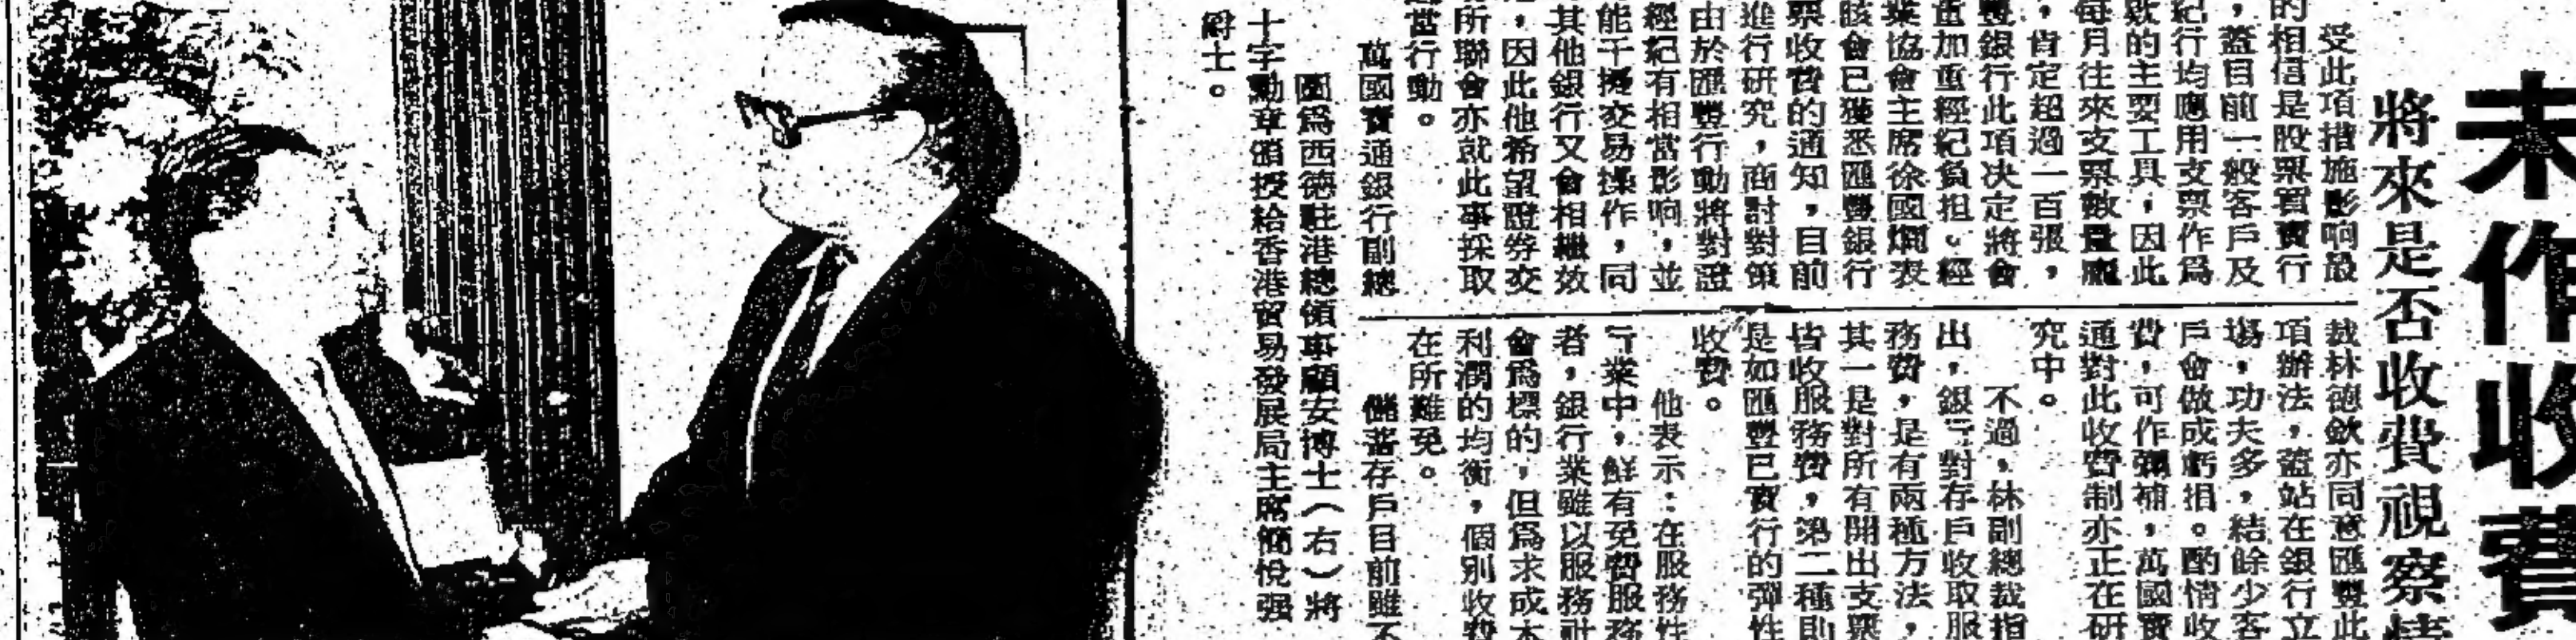 未作收費
將來是否收費視察情
受此項措施影响最
的相信是股票買賣行
，蓋目前一般客戶及
紀行均應用支票作爲
款的主要工具，因此
每月往來支票數量龐
，肯定超過一百張，
豐銀行此項決定將會
重加重經紀負担。經
業協會主席徐國炯表
該會已獲悉匯豐銀行
票收費的通知，目前
進行研究，商討對策
由於匯豐行動將對證
經紀有相當影响，並
能干擾交易操作，同
其他銀行又會相繼效
，因此他希望證券交
所聯會亦就此事採取
當行動。
萬國寶通銀行副總
裁林德歛亦同意匯豐此
項辦法，蓋站在銀行立
場，功夫多，結餘少客
戶會做成虧損。酌情收
費，可作彌補，萬國寶
通對此收費制亦正在研
究中。
不過，林副總裁指
出，銀行對存戶收取服
務費，是有兩種方法，
其一是對所有開出支票
皆收服務費，第二種則
是如匯豐已實行的彈性
收費。
他表示：在服務性
行業中，鮮有免費服務
者，銀行業雖以服務社
會爲標的，但爲求成本
利潤的均衡，個別收費
在所難免。
儲蓄存戶目前雖不
圖爲西德駐港總領事顧安博士（右）將
十字勳章頒授給香港貿易發展局主席簡悅强
爵士。